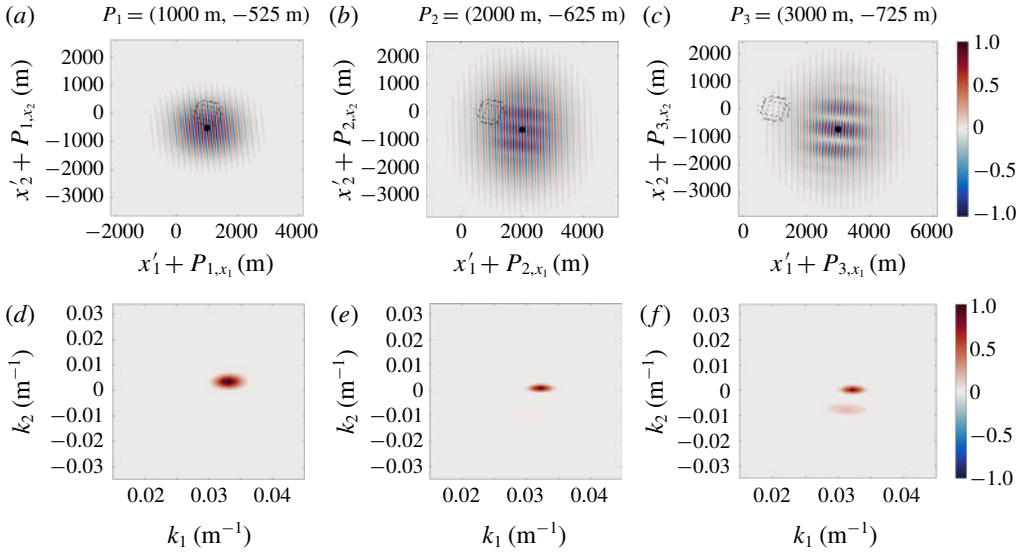 (a) P1 = (1000 m, −525 m) (b) P2 = (2000 m, −625 m) (c) P3 = (3000 m, −725 m)
2000 2000 2000 1.0
1000 1000 1000 0.5
0 0 0 0
−1000 −1000 −1000 −0.5
−2000 −2000 −2000 −1.0
−3000 −3000 −3000
x′2 + P1,x2 (m) x′2 + P2,x2 (m) x′2 + P3,x2 (m)
−2000 0 2000 4000 0 2000 4000 0 2000 4000 6000
x′1 + P1,x1 (m) x′1 + P2,x1 (m) x′1 + P3,x1 (m)
(d) (e) (f)
0.03 0.03 0.03 1.0
0.02 0.02 0.02 0.5
0.01 0.01 0.01
0 0 0 0
−0.01 −0.01 −0.01
−0.02 −0.02 −0.02 −0.5
−0.03 −0.03 −0.03 −1.0
k2 (m−1) k2 (m−1) k2 (m−1)
0.02 0.03 0.04 0.02 0.03 0.04 0.02 0.03 0.04
k1 (m−1) k1 (m−1) k1 (m−1)